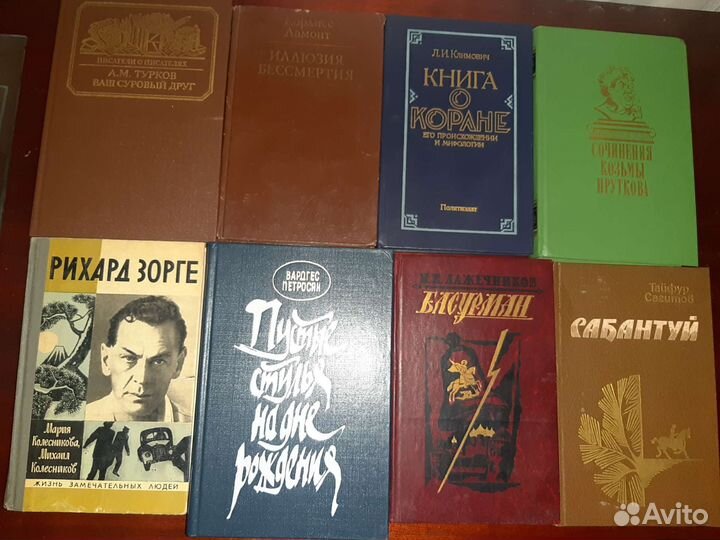 ПИСАТЕЛИ О ПИСАТЕЛЯХ
А.М. ТУРКОВ
ВАШ СУРОВЫЙ ДРУГ
Корлисс
Ламонт
ИЛЛЮЗИЯ
БЕССМЕРТИЯ
Л.И. Климович
КНИГА
О
КОРАНЕ
ЕГО ПРОИСХОЖДЕНИИ
И МИФОЛОГИИ
Политиздат
СОЧИНЕНИЯ
КОЗЬМЫ
ПРУТКОВА
РИХАРД ЗОРГЕ
Мария
Колесникова,
Михаил
Колесников
ЖИЗНЬ ЗАМЕЧАТЕЛЬНЫХ ЛЮДЕЙ
ВАРДГЕС
ПЕТРОСЯН
Пустые
стулья
на дне
рождения
И.И. ЛАЖЕЧНИКОВ
БАСУРМАН
Тайфур
Сагитов
САБАНТУЙ
Avito